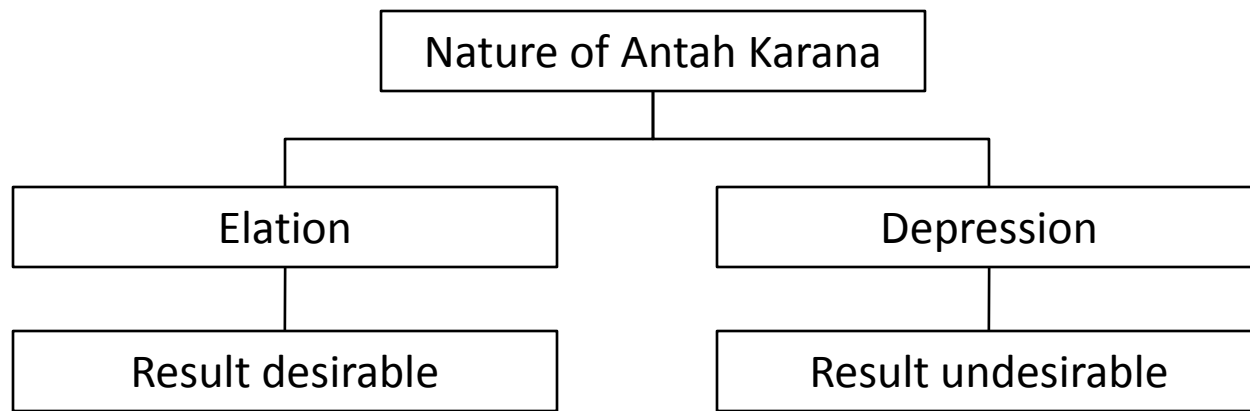 Nature of Antah Karana
Elation
Depression
Result desirable
Result undesirable